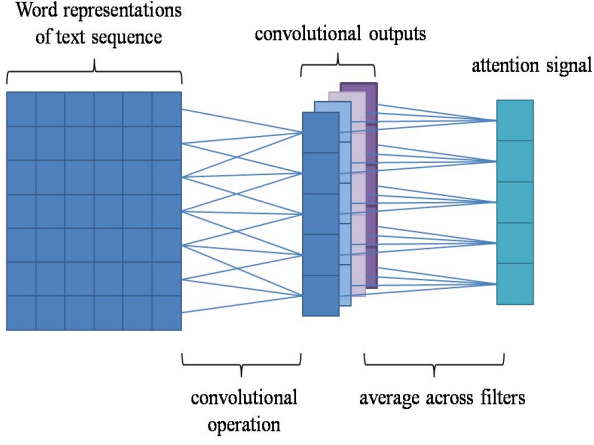 Word representations
of text sequence
convolutional outputs
attention signal
convolutional
operation
average across filters